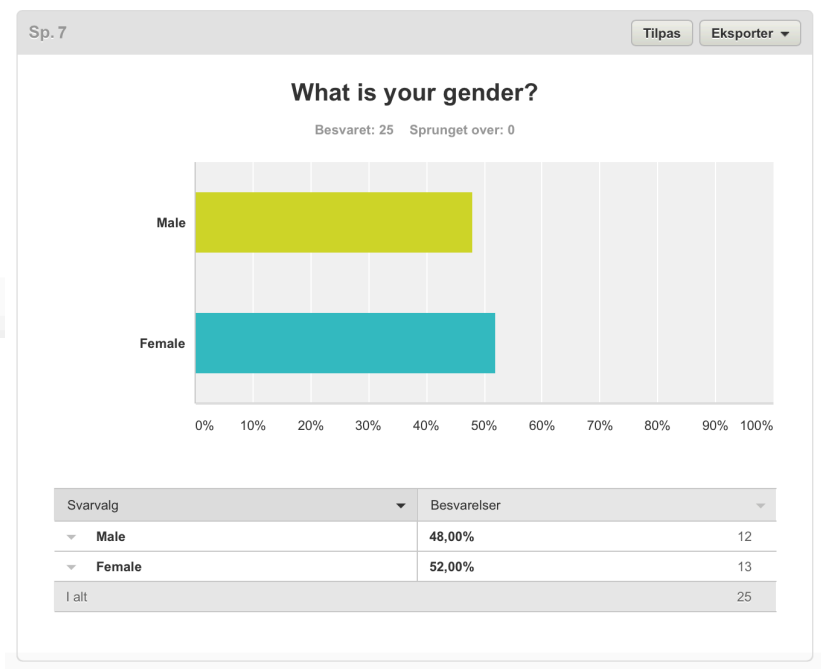 Sp. 7 Tilpas Eksporter
What is your gender?
Besvaret: 25 Sprunget over: 0
Male
Female
0% 10% 20% 30% 40% 50% 60% 70% 80% 90% 100%
Svarvalg Besvarelser
Male 48,00% 12
Female 52,00% 13
I alt 25